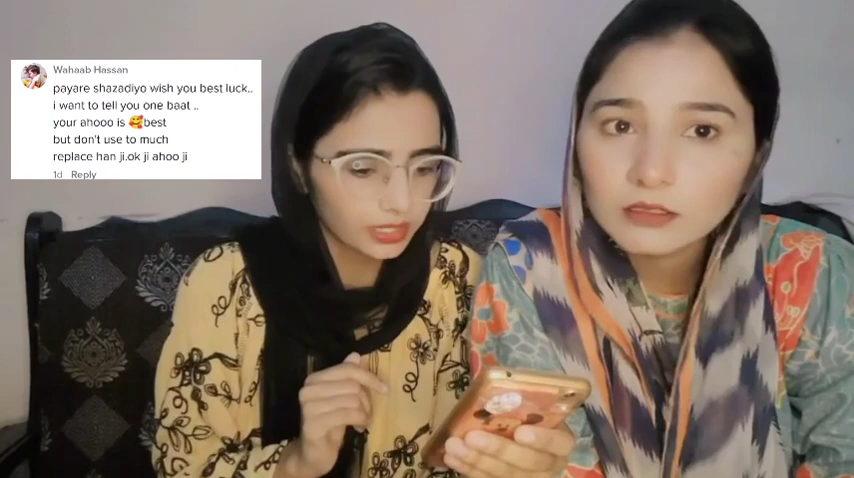 Wahaab Hassan
payare shazadiyo wish you best luck..
i want to tell you one baat ..
your ahooo is 🥰best
but don't use to much
replace han ji.ok ji ahoo ji
1d Reply